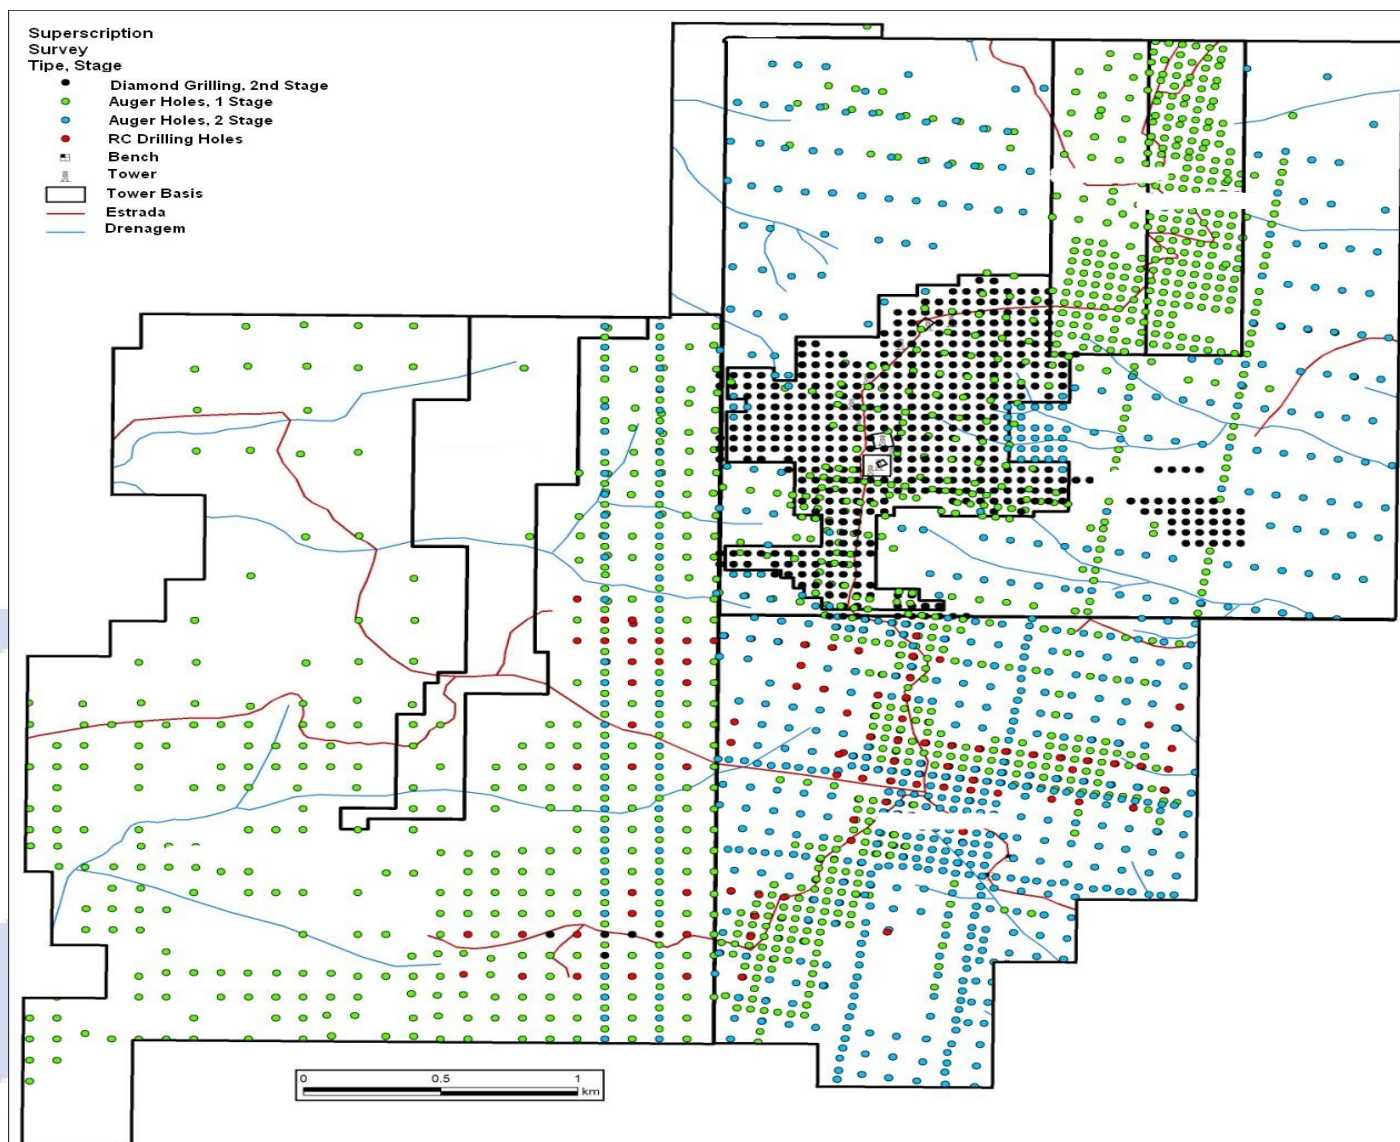 Superscription
Survey
Tipe, Stage
Diamond Grilling, 2nd Stage
Auger Holes, 1 Stage
Auger Holes, 2 Stage
RC Drilling Holes
Bench
Tower
Tower Basis
Estrada
Drenagem
0 0.5 1
km